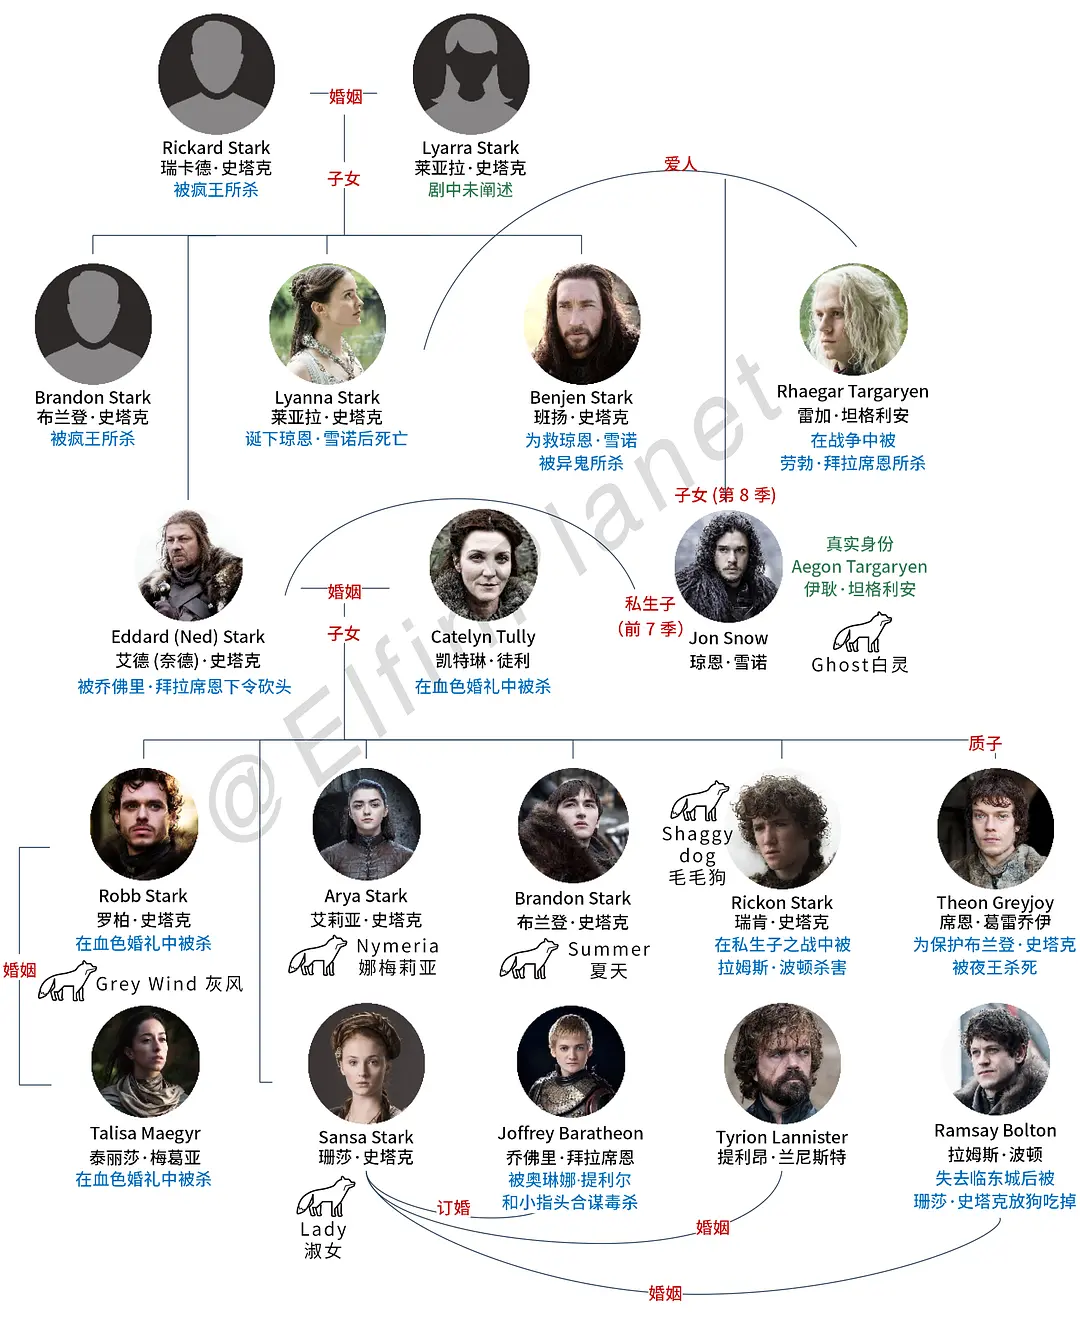 婚姻
Rickard Stark
瑞卡德·史塔克
被疯王所杀
Lyarra Stark
莱亚拉·史塔克
剧中未阐述
子女
爱人
Brandon Stark
布兰登·史塔克
被疯王所杀
Lyanna Stark
莱亚拉·史塔克
诞下琼恩·雪诺后死亡
Benjen Stark
班扬·史塔克
为救琼恩·雪诺
被异鬼所杀
Rhaegar Targaryen
雷加·坦格利安
在战争中被
劳勃·拜拉席恩所杀
子女 (第 8 季)
Eddard (Ned) Stark
艾德 (奈德)·史塔克
被乔佛里·拜拉席恩下令砍头
婚姻
子女
Catelyn Tully
凯特琳·徒利
在血色婚礼中被杀
私生子
(前 7 季)
Jon Snow
琼恩·雪诺
真实身份
Aegon Targaryen
伊耿·坦格利安
Ghost白灵
质子
Robb Stark
罗柏·史塔克
在血色婚礼中被杀
Grey Wind 灰风
婚姻
Arya Stark
艾莉亚·史塔克
Nymeria
娜梅莉亚
Brandon Stark
布兰登·史塔克
Summer
夏天
Shaggy
dog
毛毛狗
Rickon Stark
瑞肯·史塔克
在私生子之战中被
拉姆斯·波顿杀害
Theon Greyjoy
席恩·葛雷乔伊
为保护布兰登·史塔克
被夜王杀死
Talisa Maegyr
泰丽莎·梅葛亚
在血色婚礼中被杀
Sansa Stark
珊莎·史塔克
Lady
淑女
Joffrey Baratheon
乔佛里·拜拉席恩
被奥琳娜·提利尔
和小指头合谋毒杀
Tyrion Lannister
提利昂·兰尼斯特
Ramsay Bolton
拉姆斯·波顿
失去临东城后被
珊莎·史塔克放狗吃掉
订婚
婚姻
婚姻
@Elfin Planet